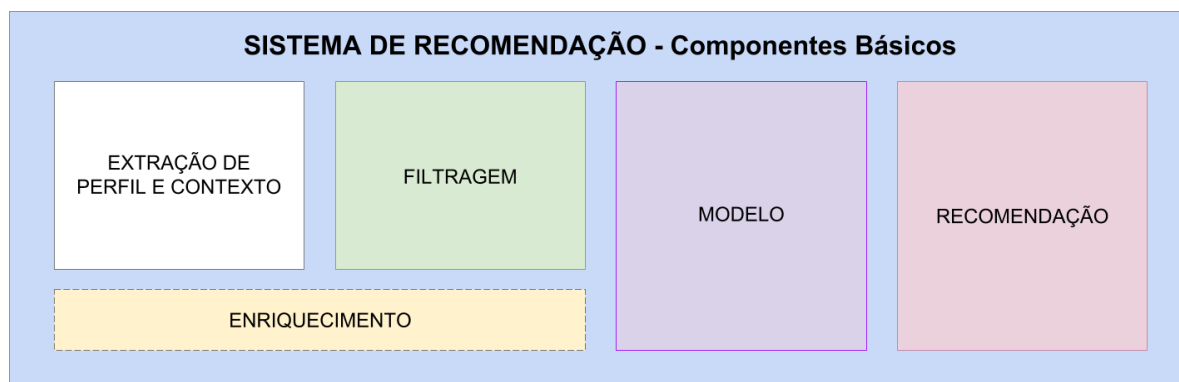 SISTEMA DE RECOMENDAÇÃO - Componentes Básicos
EXTRAÇÃO DE
PERFIL E CONTEXTO
FILTRAGEM
MODELO
RECOMENDAÇÃO
ENRIQUECIMENTO